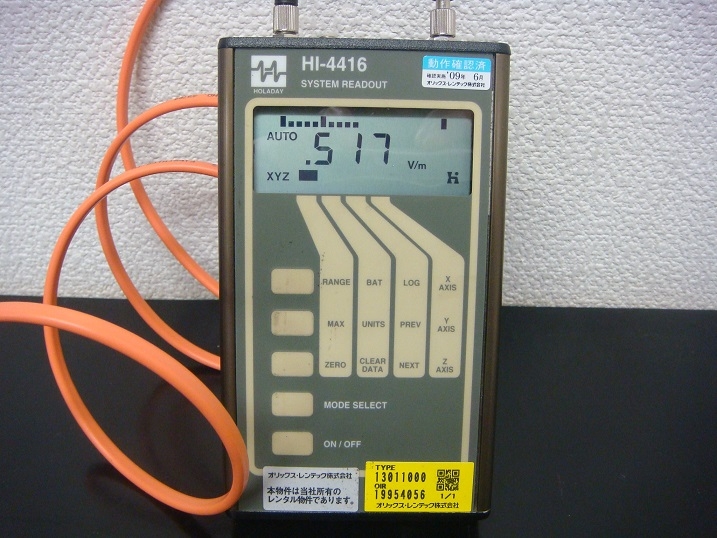 HI-4416
SYSTEM READOUT
HOLADAY
動作確認済
確認実施 '09年 6月
オリックス・レンテック株式会社
AUTO
.517
V/m
XYZ
RANGE BAT LOG X AXIS
MAX UNITS PREV Y AXIS
ZERO CLEAR DATA NEXT Z AXIS
MODE SELECT
ON / OFF
オリックス・レンテック株式会社
本物件は当社所有の
レンタル物件であります。
TYPE
13011000
OIR
19954056 1/1
オリックス・レンテック株式会社